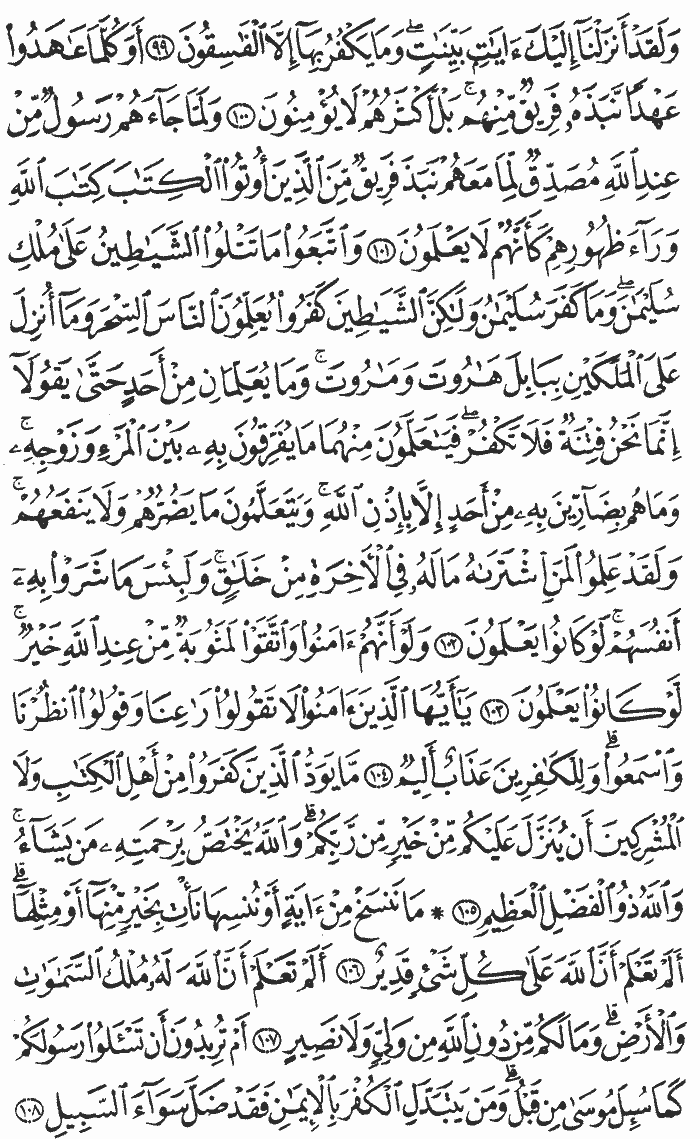 وَلَقَدْ أَنزَلْنَآ إِلَيْكَ ءَايَٰتٍۭ بَيِّنَٰتٍۖ وَمَا يَكْفُرُ بِهَآ إِلَّا ٱلْفَٰسِقُونَ ٩٩ أَوَكُلَّمَا عَٰهَدُوا۟
عَهْدًا نَّبَذَهُۥ فَرِيقٌ مِّنْهُمۚ بَلْ أَكْثَرُهُمْ لَا يُؤْمِنُونَ ١٠٠ وَلَمَّا جَآءَهُمْ رَسُولٌ مِّنْ
عِندِ ٱللَّهِ مُصَدِّقٌ لِّمَا مَعَهُمْ نَبَذَ فَرِيقٌ مِّنَ ٱلَّذِينَ أُوتُوا۟ ٱلْكِتَٰبَ كِتَٰبَ ٱللَّهِ
وَرَآءَ ظُهُورِهِمْ كَأَنَّهُمْ لَا يَعْلَمُونَ ١٠١ وَٱتَّبَعُوا۟ مَا تَتْلُوا۟ ٱلشَّيَٰطِينُ عَلَىٰ مُلْكِ
سُلَيْمَٰنَۖ وَمَا كَفَرَ سُلَيْمَٰنُ وَلَٰكِنَّ ٱلشَّيَٰطِينَ كَفَرُوا۟ يُعَلِّمُونَ ٱلنَّاسَ ٱلسِّحْرَ وَمَآ أُنزِلَ
عَلَى ٱلْمَلَكَيْنِ بِبَابِلَ هَٰرُوتَ وَمَٰرُوتَۚ وَمَا يُعَلِّمَانِ مِنْ أَحَدٍ حَتَّىٰ يَقُولَآ
إِنَّمَا نَحْنُ فِتْنَةٌ فَلَا تَكْفُرْۖ فَيَتَعَلَّمُونَ مِنْهُمَا مَا يُفَرِّقُونَ بِهِۦ بَيْنَ ٱلْمَرْءِ وَزَوْجِهِۦۚ
وَمَا هُم بِضَآرِّينَ بِهِۦ مِنْ أَحَدٍ إِلَّا بِإِذْنِ ٱللَّهِۚ وَيَتَعَلَّمُونَ مَا يَضُرُّهُمْ وَلَا يَنفَعُهُمْۚ
وَلَقَدْ عَلِمُوا۟ لَمَنِ ٱشْتَرَىٰهُ مَا لَهُۥ فِى ٱلْءَاخِرَةِ مِنْ خَلَٰقٍۚ وَلَبِئْسَ مَا شَرَوْا۟ بِهِۦٓ
أَنفُسَهُمْۚ لَوْ كَانُوا۟ يَعْلَمُونَ ١٠٢ وَلَوْ أَنَّهُمْ ءَامَنُوا۟ وَٱتَّقَوْا۟ لَمَثُوبَةٌ مِّنْ عِندِ ٱللَّهِ خَيْرٌۚ
لَّوْ كَانُوا۟ يَعْلَمُونَ ١٠٣ يَٰٓأَيُّهَا ٱلَّذِينَ ءَامَنُوا۟ لَا تَقُولُوا۟ رَٰعِنَا وَقُولُوا۟ ٱنظُرْنَا
وَٱسْمَعُوا۟ۗ وَلِلْكَٰفِرِينَ عَذَابٌ أَلِيمٌ ١٠٤ مَّا يَوَدُّ ٱلَّذِينَ كَفَرُوا۟ مِنْ أَهْلِ ٱلْكِتَٰبِ وَلَا
ٱلْمُشْرِكِينَ أَن يُنَزَّلَ عَلَيْكُم مِّنْ خَيْرٍ مِّن رَّبِّكُمْۗ وَٱللَّهُ يَخْتَصُّ بِرَحْمَتِهِۦ مَن يَشَآءُۚ
وَٱللَّهُ ذُو ٱلْفَضْلِ ٱلْعَظِيمِ ١٠٥ * مَا نَنسَخْ مِنْ ءَايَةٍ أَوْ نُنسِهَا نَأْتِ بِخَيْرٍ مِّنْهَآ أَوْ مِثْلِهَآۗ
أَلَمْ تَعْلَمْ أَنَّ ٱللَّهَ عَلَىٰ كُلِّ شَىْءٍ قَدِيرٌ ١٠٦ أَلَمْ تَعْلَمْ أَنَّ ٱللَّهَ لَهُۥ مُلْكُ ٱلسَّمَٰوَٰتِ
وَٱلْأَرْضِۗ وَمَا لَكُم مِّن دُونِ ٱللَّهِ مِن وَلِىٍّ وَلَا نَصِيرٍ ١٠٧ أَمْ تُرِيدُونَ أَن تَسْـَٔلُوا۟ رَسُولَكُمْ
كَمَا سُئِلَ مُوسَىٰ مِن قَبْلُۗ وَمَن يَتَبَدَّلِ ٱلْكُفْرَ بِٱلْإِيمَٰنِ فَقَدْ ضَلَّ سَوَآءَ ٱلسَّبِيلِ ١٠٨